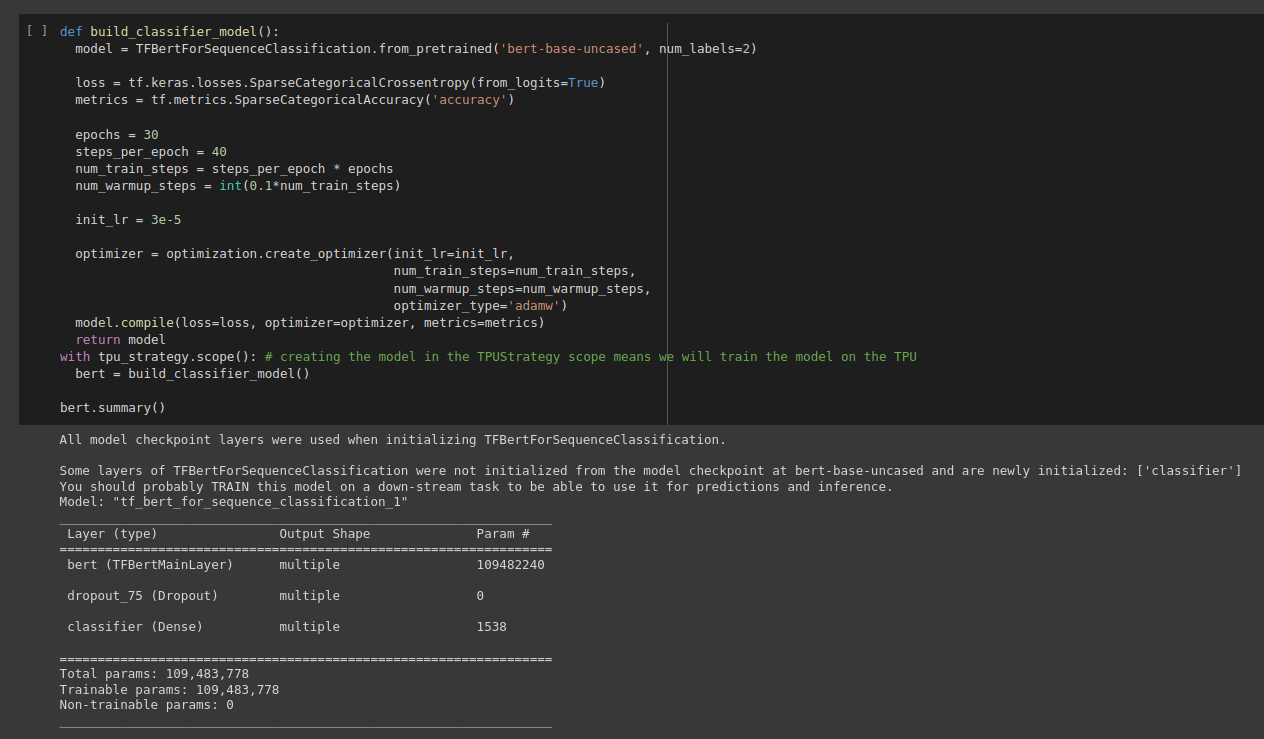 [ ] def build_classifier_model():
  model = TFBertForSequenceClassification.from_pretrained('bert-base-uncased', num_labels=2)

  loss = tf.keras.losses.SparseCategoricalCrossentropy(from_logits=True)
  metrics = tf.metrics.SparseCategoricalAccuracy('accuracy')

  epochs = 30
  steps_per_epoch = 40
  num_train_steps = steps_per_epoch * epochs
  num_warmup_steps = int(0.1*num_train_steps)

  init_lr = 3e-5

  optimizer = optimization.create_optimizer(init_lr=init_lr,
                                            num_train_steps=num_train_steps,
                                            num_warmup_steps=num_warmup_steps,
                                            optimizer_type='adamw')
  model.compile(loss=loss, optimizer=optimizer, metrics=metrics)
  return model
with tpu_strategy.scope(): # creating the model in the TPUStrategy scope means we will train the model on the TPU
  bert = build_classifier_model()

bert.summary()
All model checkpoint layers were used when initializing TFBertForSequenceClassification.

Some layers of TFBertForSequenceClassification were not initialized from the model checkpoint at bert-base-uncased and are newly initialized: ['classifier']
You should probably TRAIN this model on a down-stream task to be able to use it for predictions and inference.
Model: "tf_bert_for_sequence_classification_1"
_________________________________________________________________
 Layer (type)                Output Shape              Param #
=================================================================
 bert (TFBertMainLayer)      multiple                  109482240

 dropout_75 (Dropout)        multiple                  0

 classifier (Dense)          multiple                  1538

=================================================================
Total params: 109,483,778
Trainable params: 109,483,778
Non-trainable params: 0
_________________________________________________________________